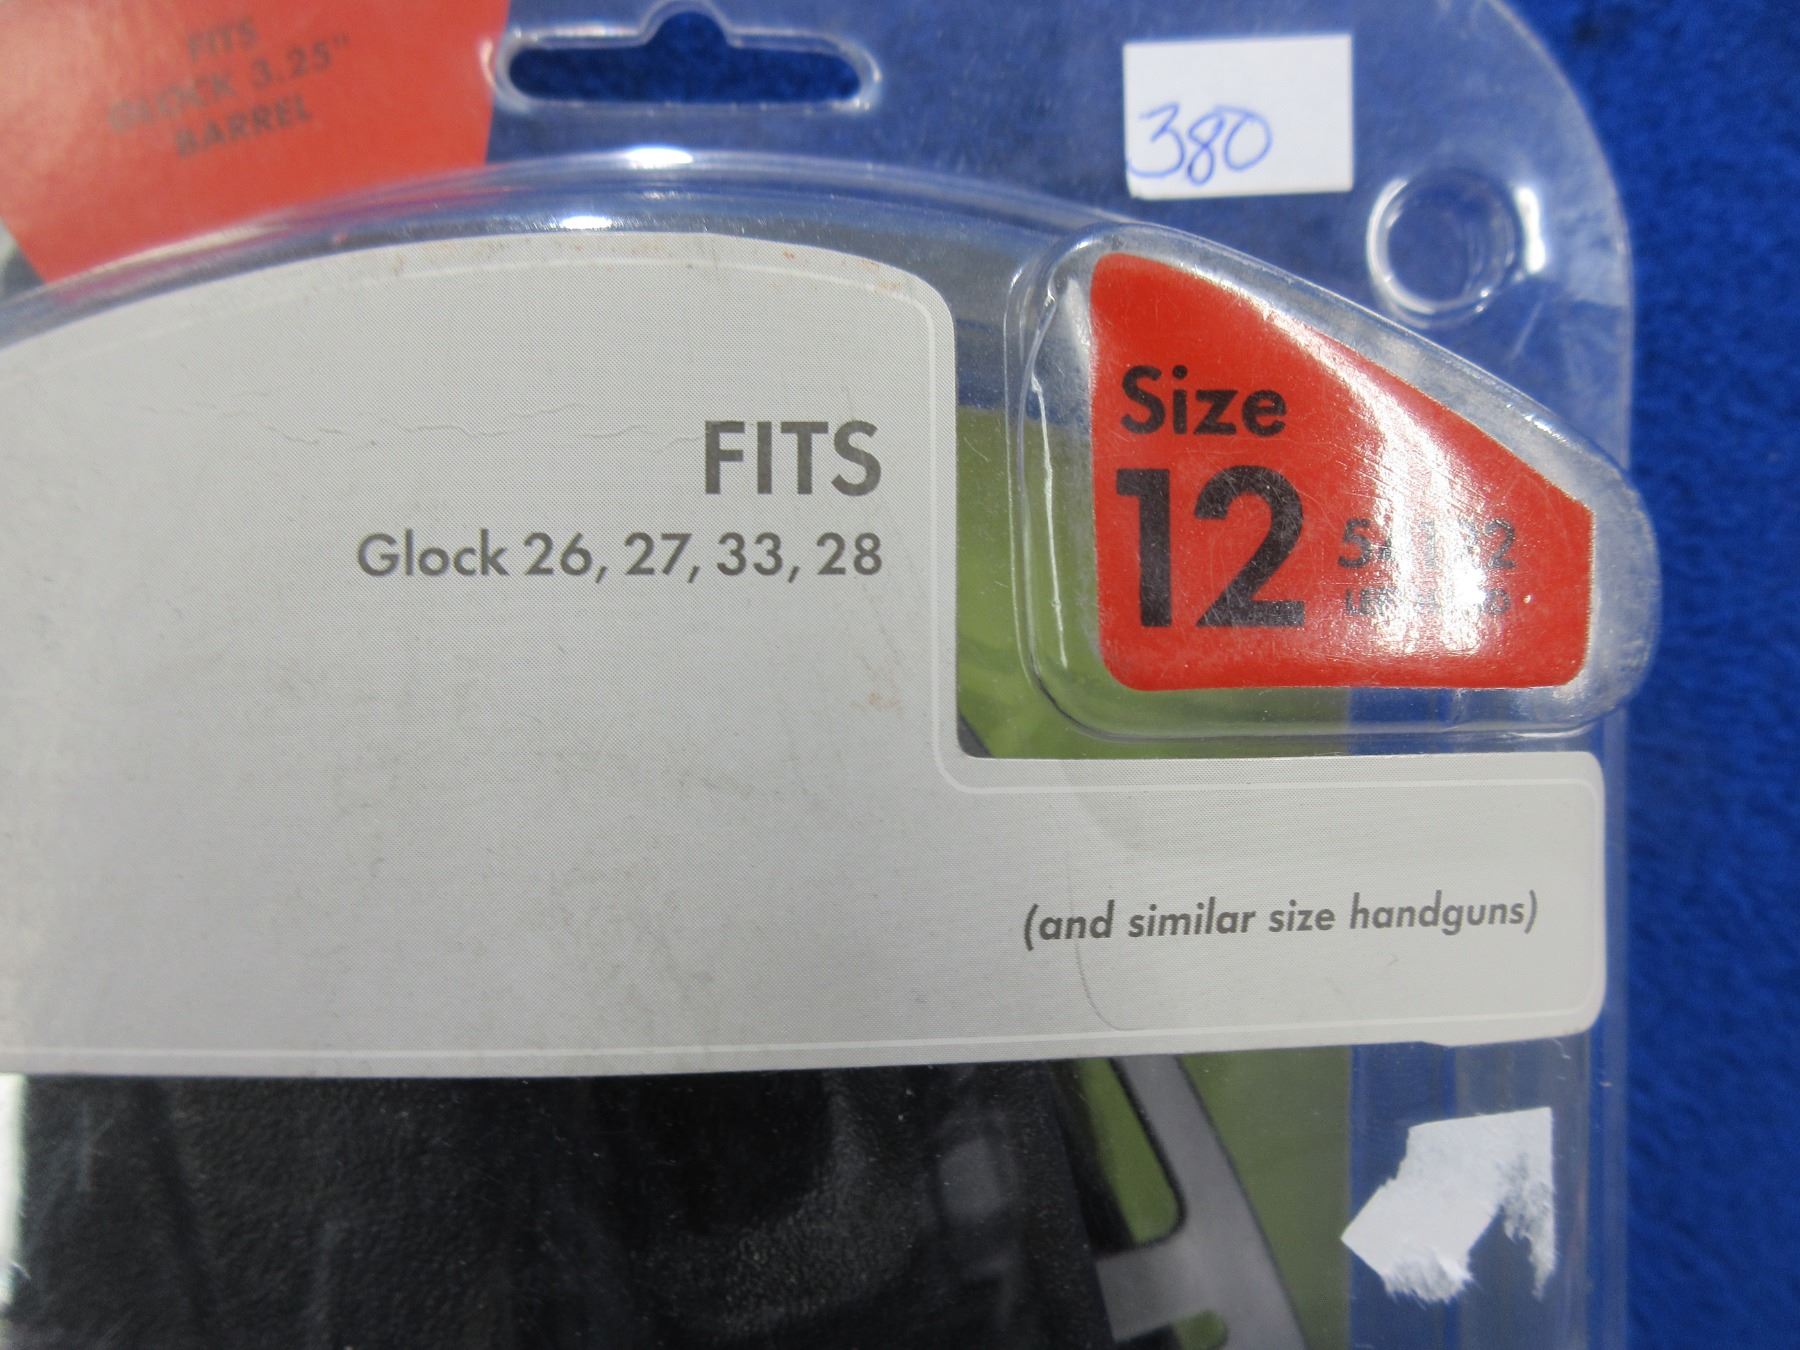 FITS
GLOCK 3.25"
BARREL
380
Size
12
FITS
Glock 26, 27, 33, 28
(and similar size handguns)